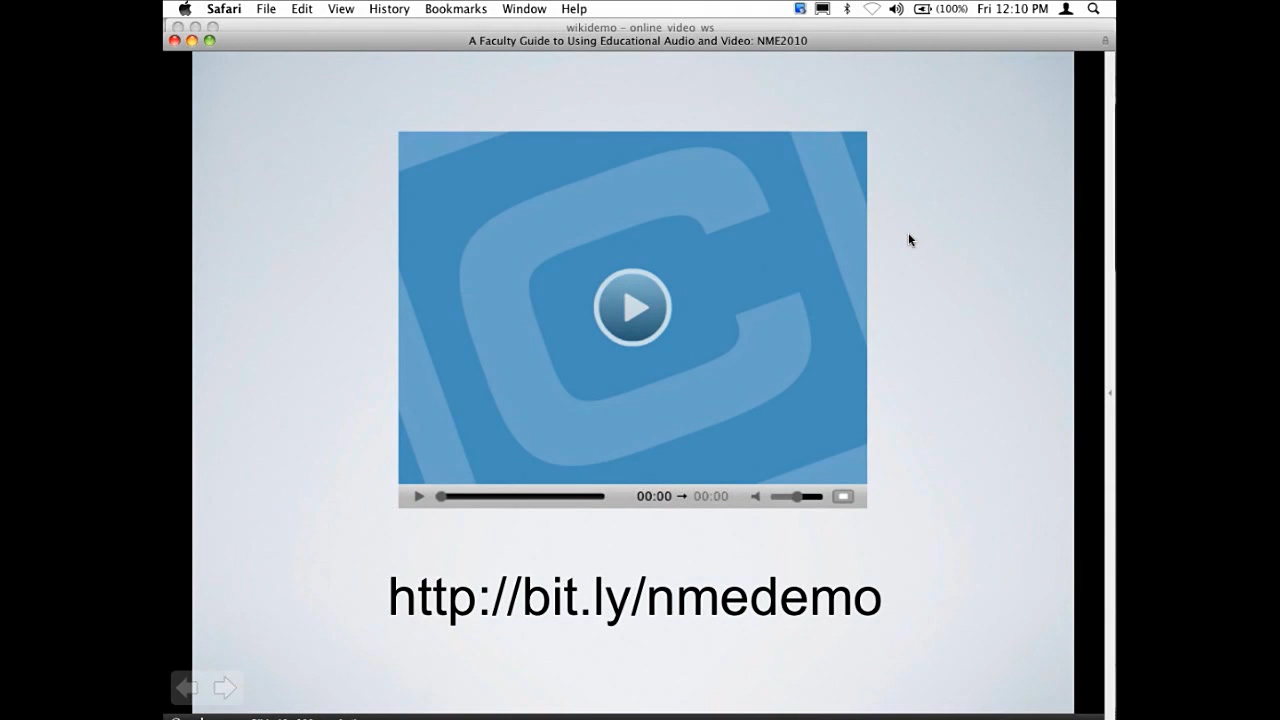 Safari File Edit View History Bookmarks Window Help (100%) Fri 12:10 PM
wikidemo - online video ws
A Faculty Guide to Using Educational Audio and Video: NME2010
00:00 → 00:00
http://bit.ly/nmedemo